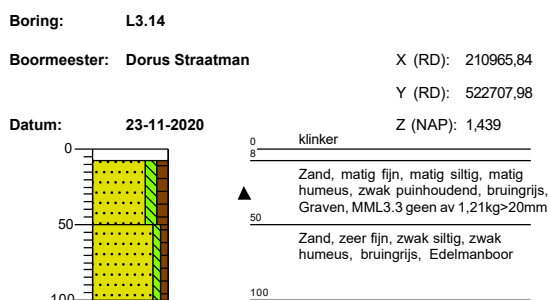 Boring: L3.14
Boormeester: Dorus Straatman X (RD): 210965,84
Y (RD): 522707,98
Datum: 23-11-2020 Z (NAP): 1,439
0 0 klinker
8
Zand, matig fijn, matig siltig, matig
humeus, zwak puinhoudend, bruingrijs,
Graven, MML3.3 geen av 1,21kg>20mm
50 50
Zand, zeer fijn, zwak siltig, zwak
humeus, bruingrijs, Edelmanboor
100 100